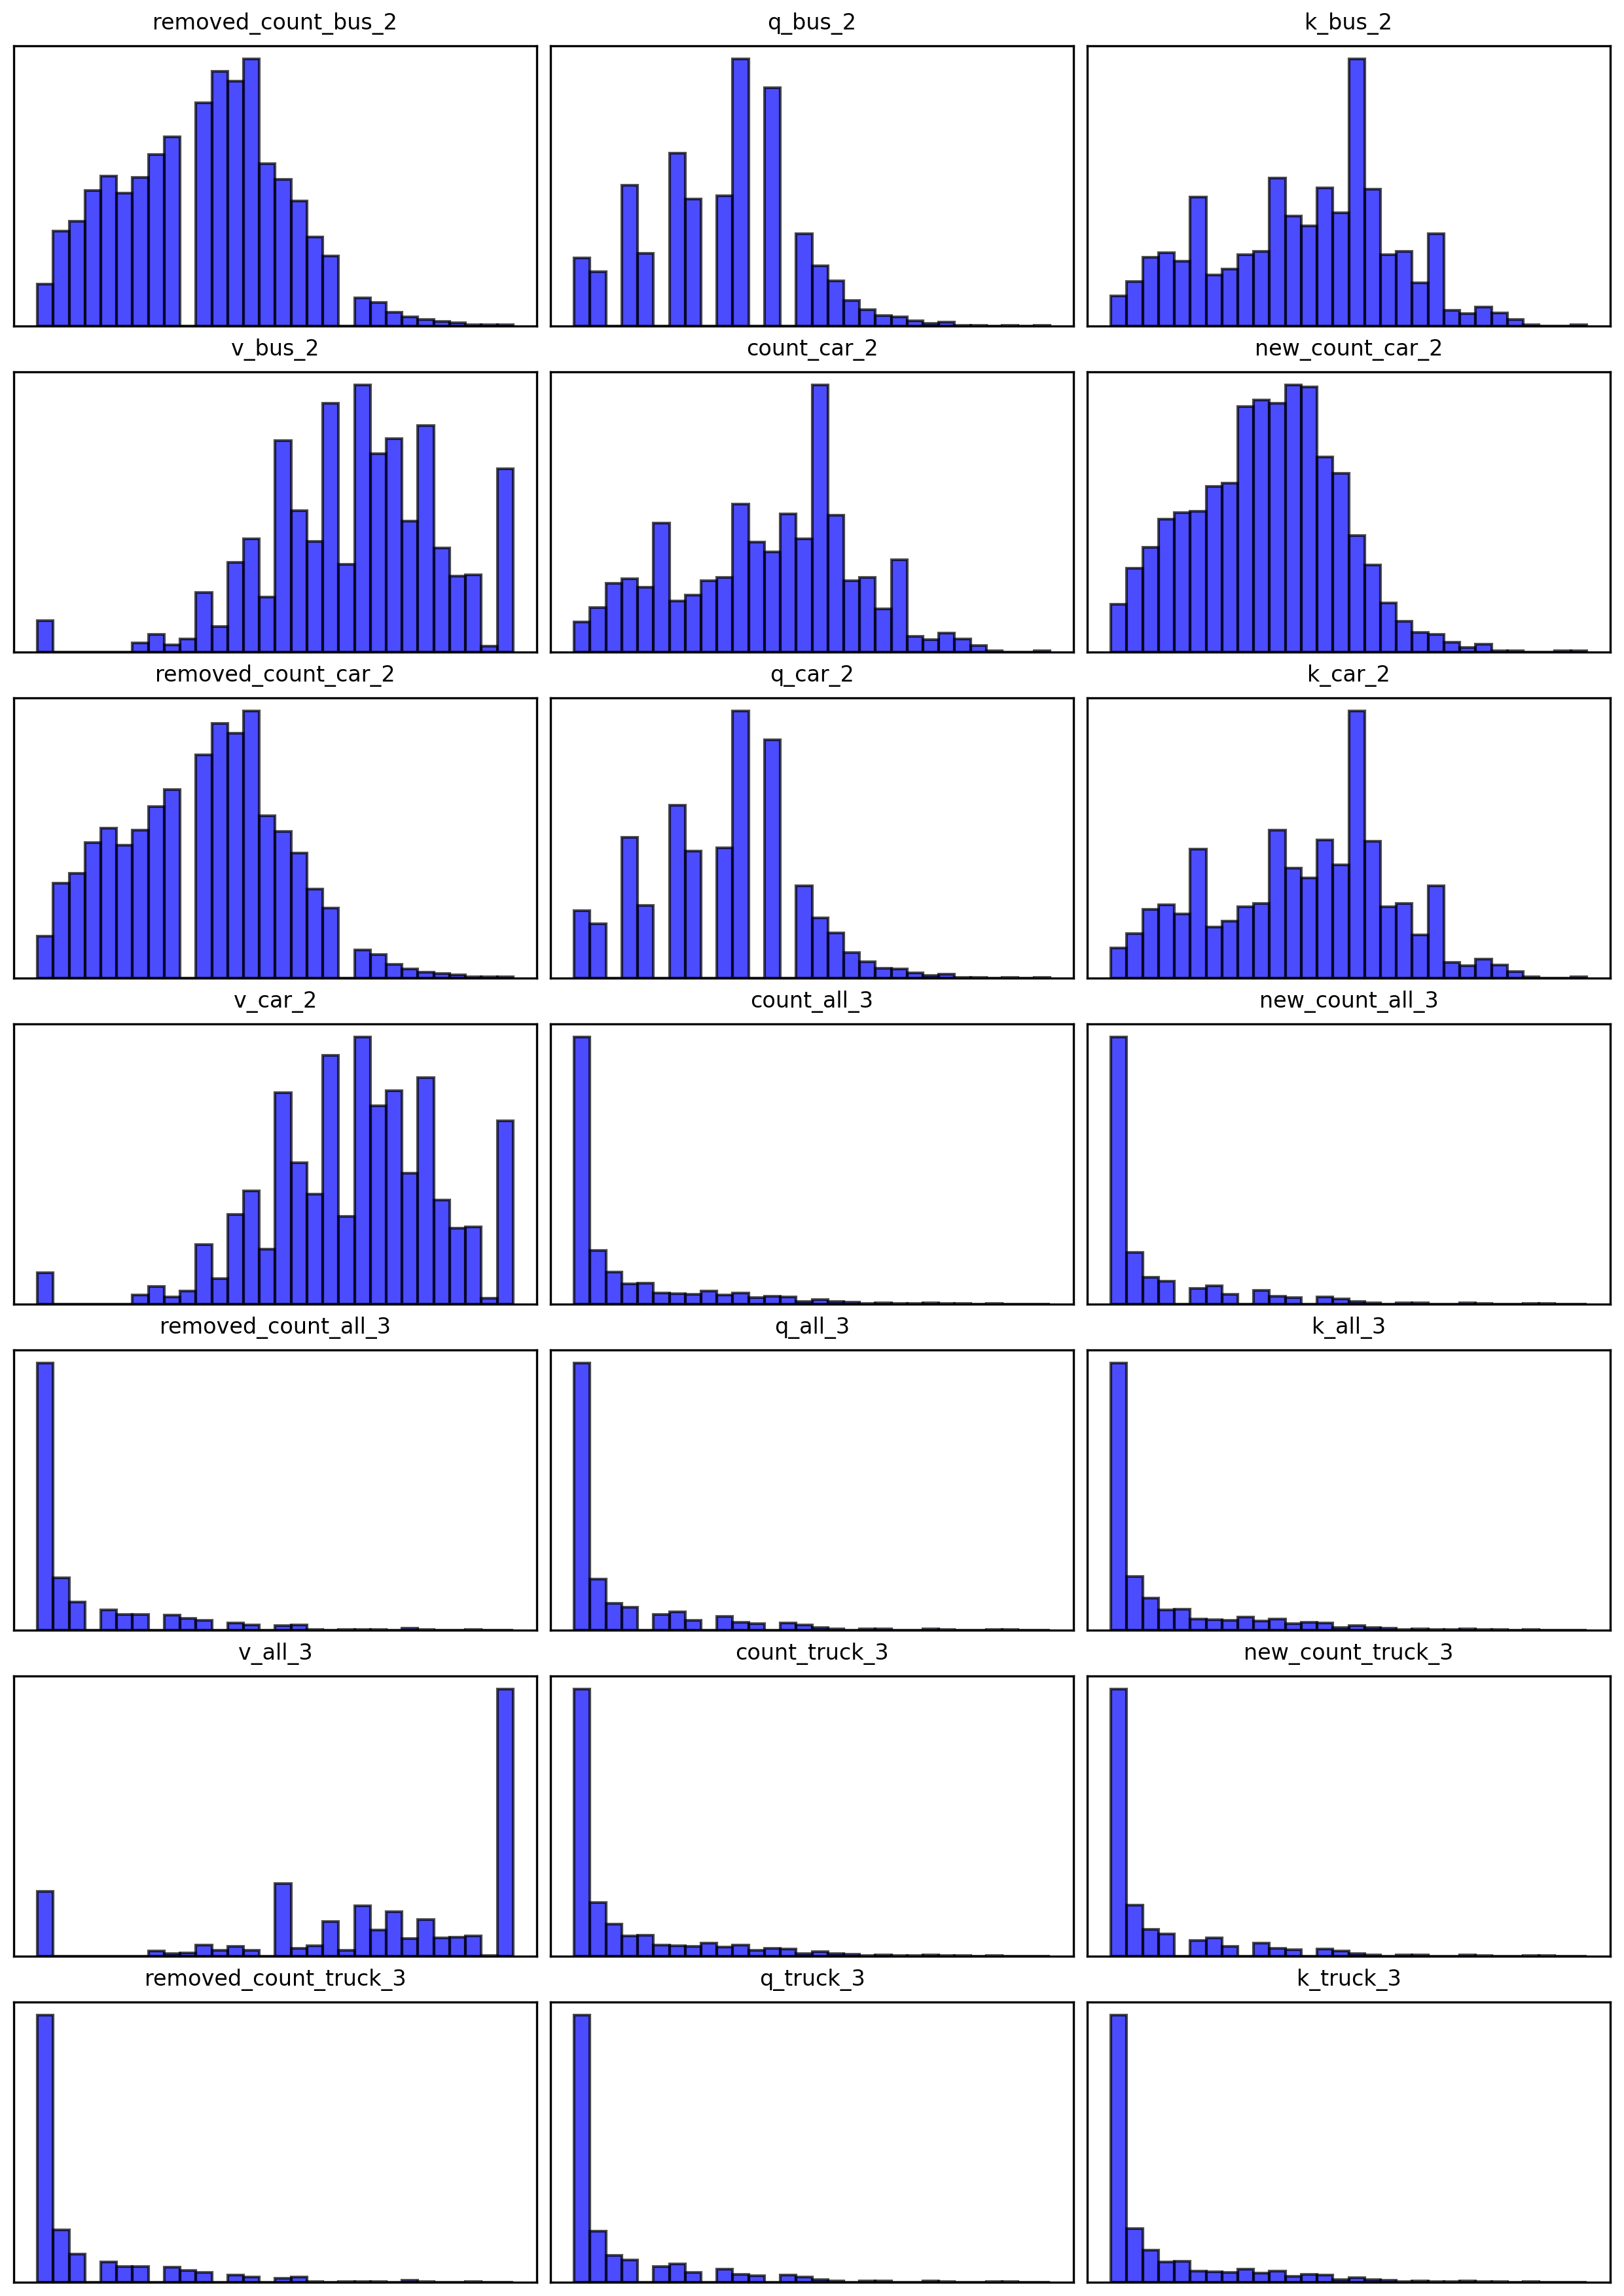 removed_count_bus_2
q_bus_2
k_bus_2
v_bus_2
count_car_2
new_count_car_2
removed_count_car_2
q_car_2
k_car_2
v_car_2
count_all_3
new_count_all_3
removed_count_all_3
q_all_3
k_all_3
v_all_3
count_truck_3
new_count_truck_3
removed_count_truck_3
q_truck_3
k_truck_3